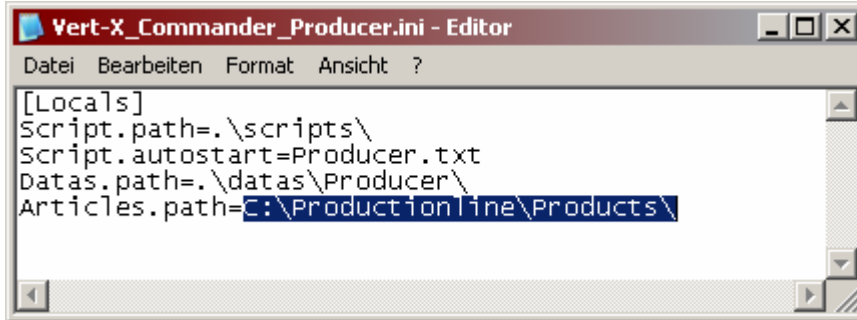 Vert-X_Commander_Producer.ini - Editor
Datei Bearbeiten Format Ansicht ?
[Locals]
Script.path=.\scripts\
Script.autostart=Producer.txt
Datas.path=.\datas\Producer\
Articles.path=C:\Productionline\Products\